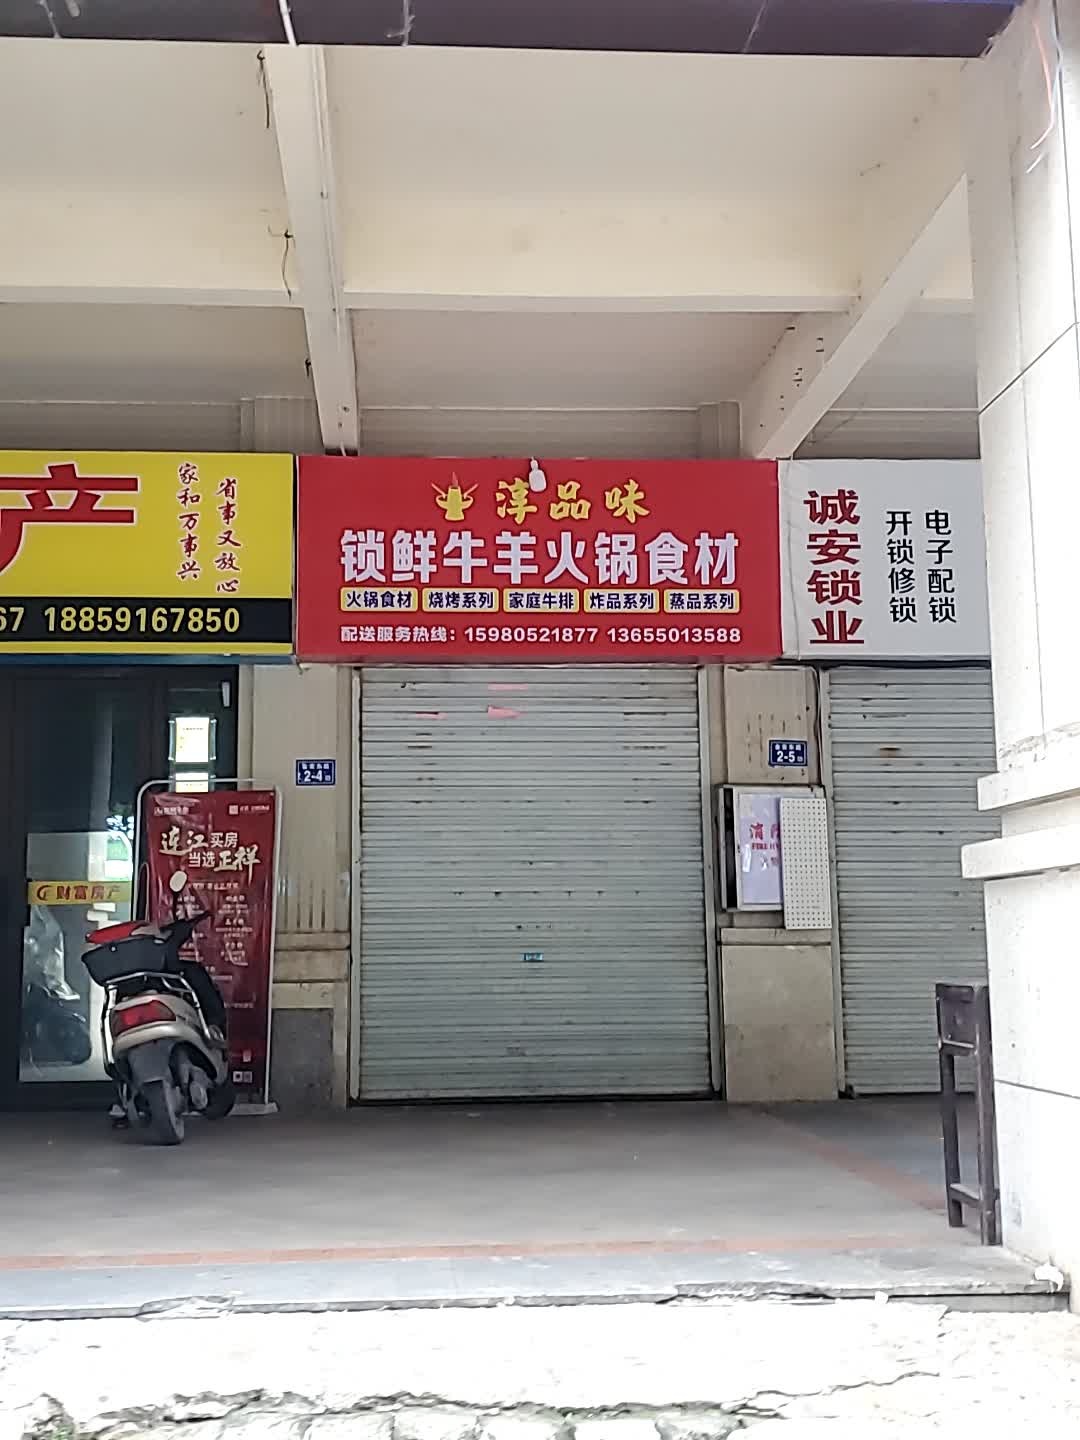 产
家和万事兴
省事又放心
67 18859167850
淳品味
锁鲜牛羊火锅食材
火锅食材 烧烤系列 家庭牛排 炸品系列 蒸品系列
配送服务热线：15980521877 13655013588
诚安锁业
开锁修锁
电子配锁
2-4
2-5
连江买房
当选正祥
财富房产
消